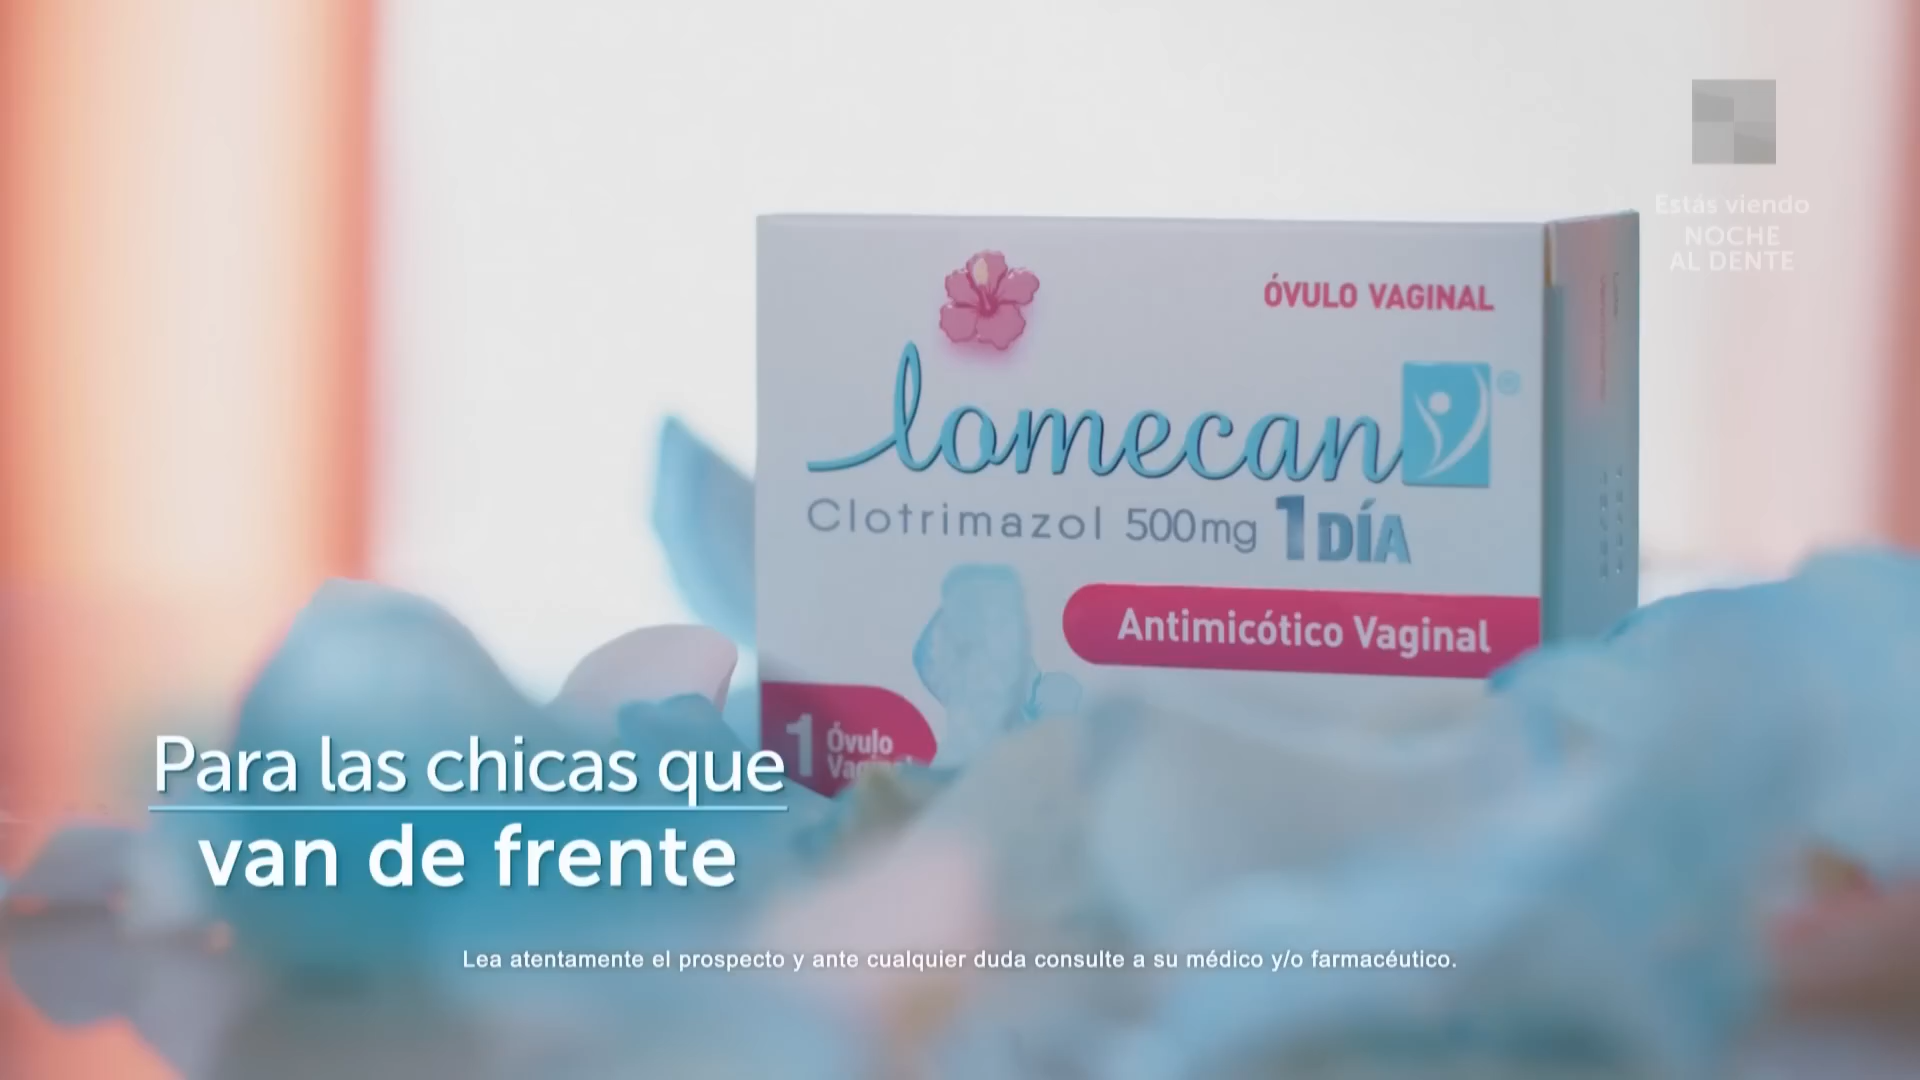 Estás viendo
NOCHE
AL DENTE
ÓVULO VAGINAL
lomecan
®
Clotrimazol 500mg 1 DÍA
Antimicótico Vaginal
1 Óvulo
Vaginal
Para las chicas que
van de frente
Lea atentamente el prospecto y ante cualquier duda consulte a su médico y/o farmacéutico.